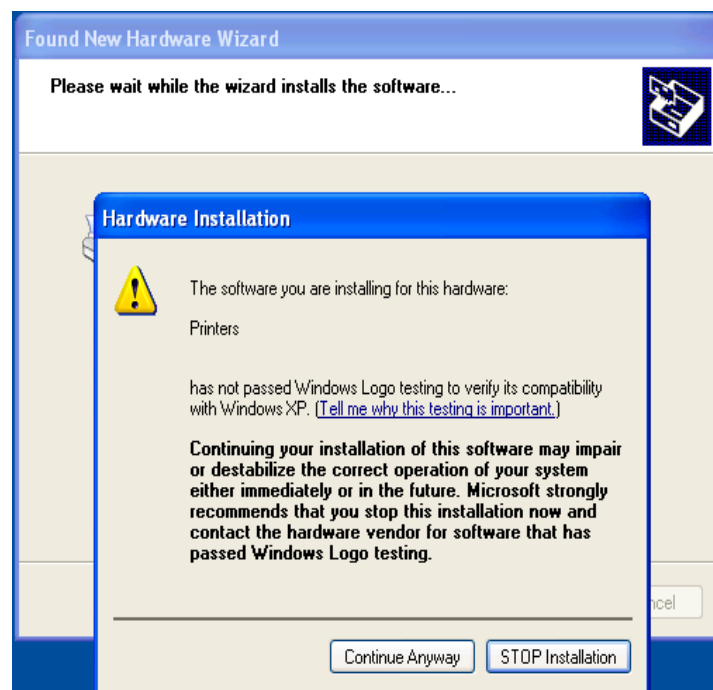 Found New Hardware Wizard
Please wait while the wizard installs the software...
Hardware Installation
The software you are installing for this hardware:
Printers
has not passed Windows Logo testing to verify its compatibility
with Windows XP. (Tell me why this testing is important.)
Continuing your installation of this software may impair
or destabilize the correct operation of your system
either immediately or in the future. Microsoft strongly
recommends that you stop this installation now and
contact the hardware vendor for software that has
passed Windows Logo testing.
Continue Anyway
STOP Installation